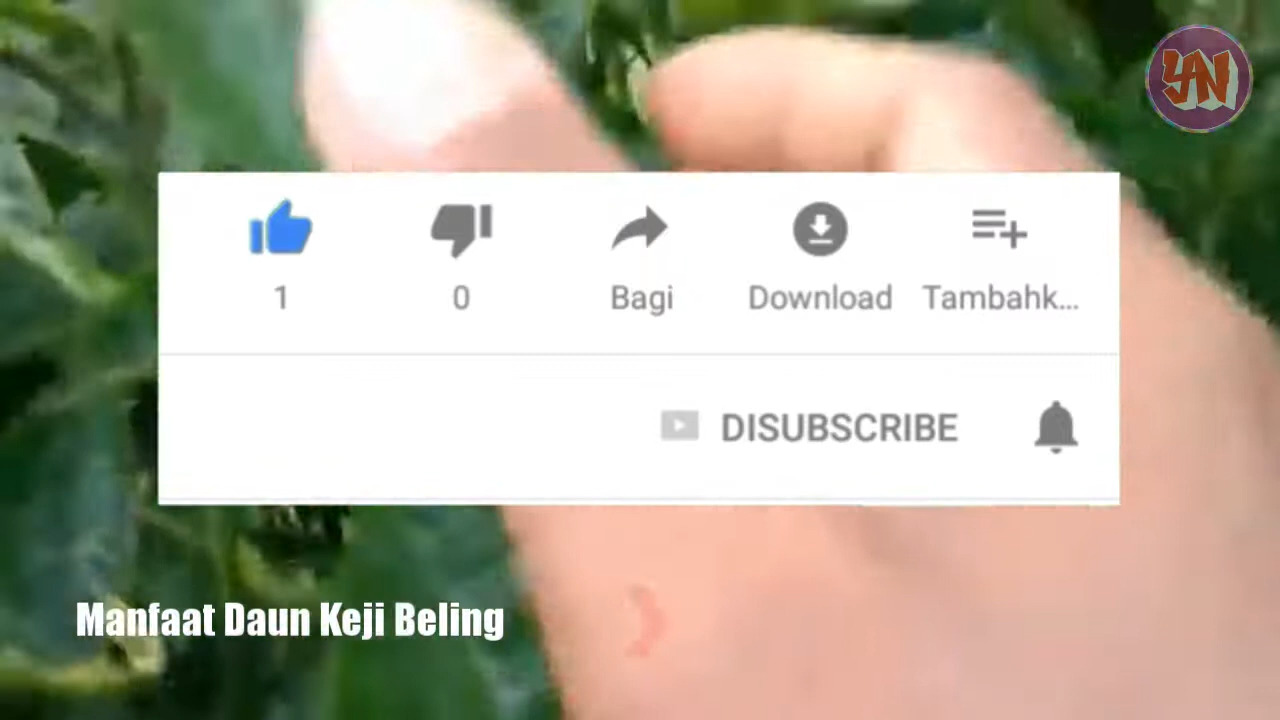 YN
1 0 Bagi Download Tambahk...
DISUBSCRIBE
Manfaat Daun Keji Beling